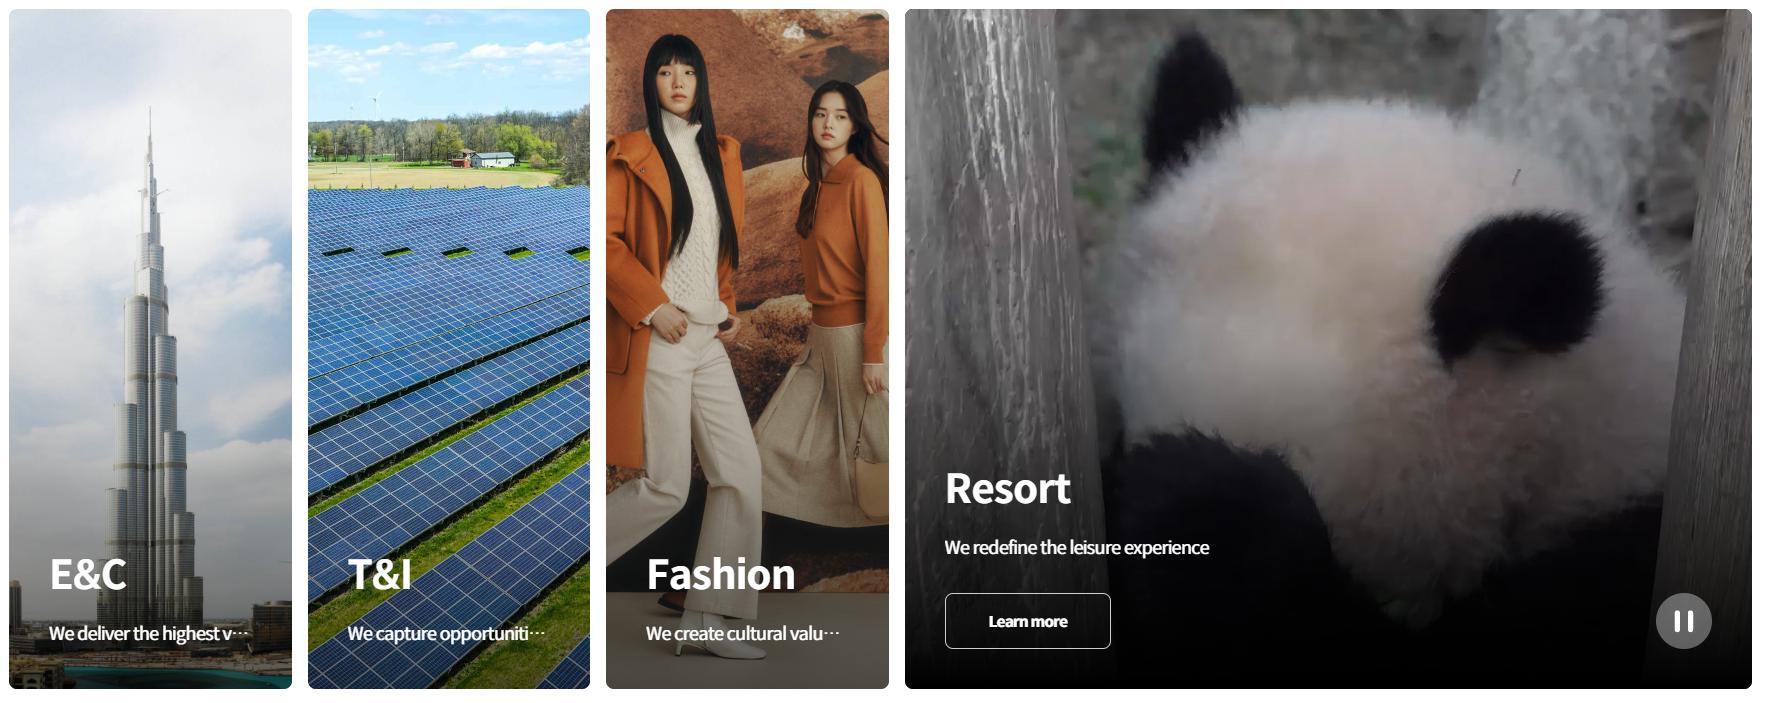 E&C
We deliver the highest v···
T&I
We capture opportuniti···
Fashion
We create cultural valu···
Resort
We redefine the leisure experience
Learn more